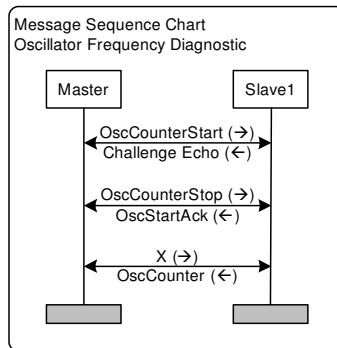 Message Sequence Chart
Oscillator Frequency Diagnostic
Master
Slave1
OscCounterStart (→)
Challenge Echo (←)
OscCounterStop (→)
OscStartAck (←)
X (→)
OscCounter (←)